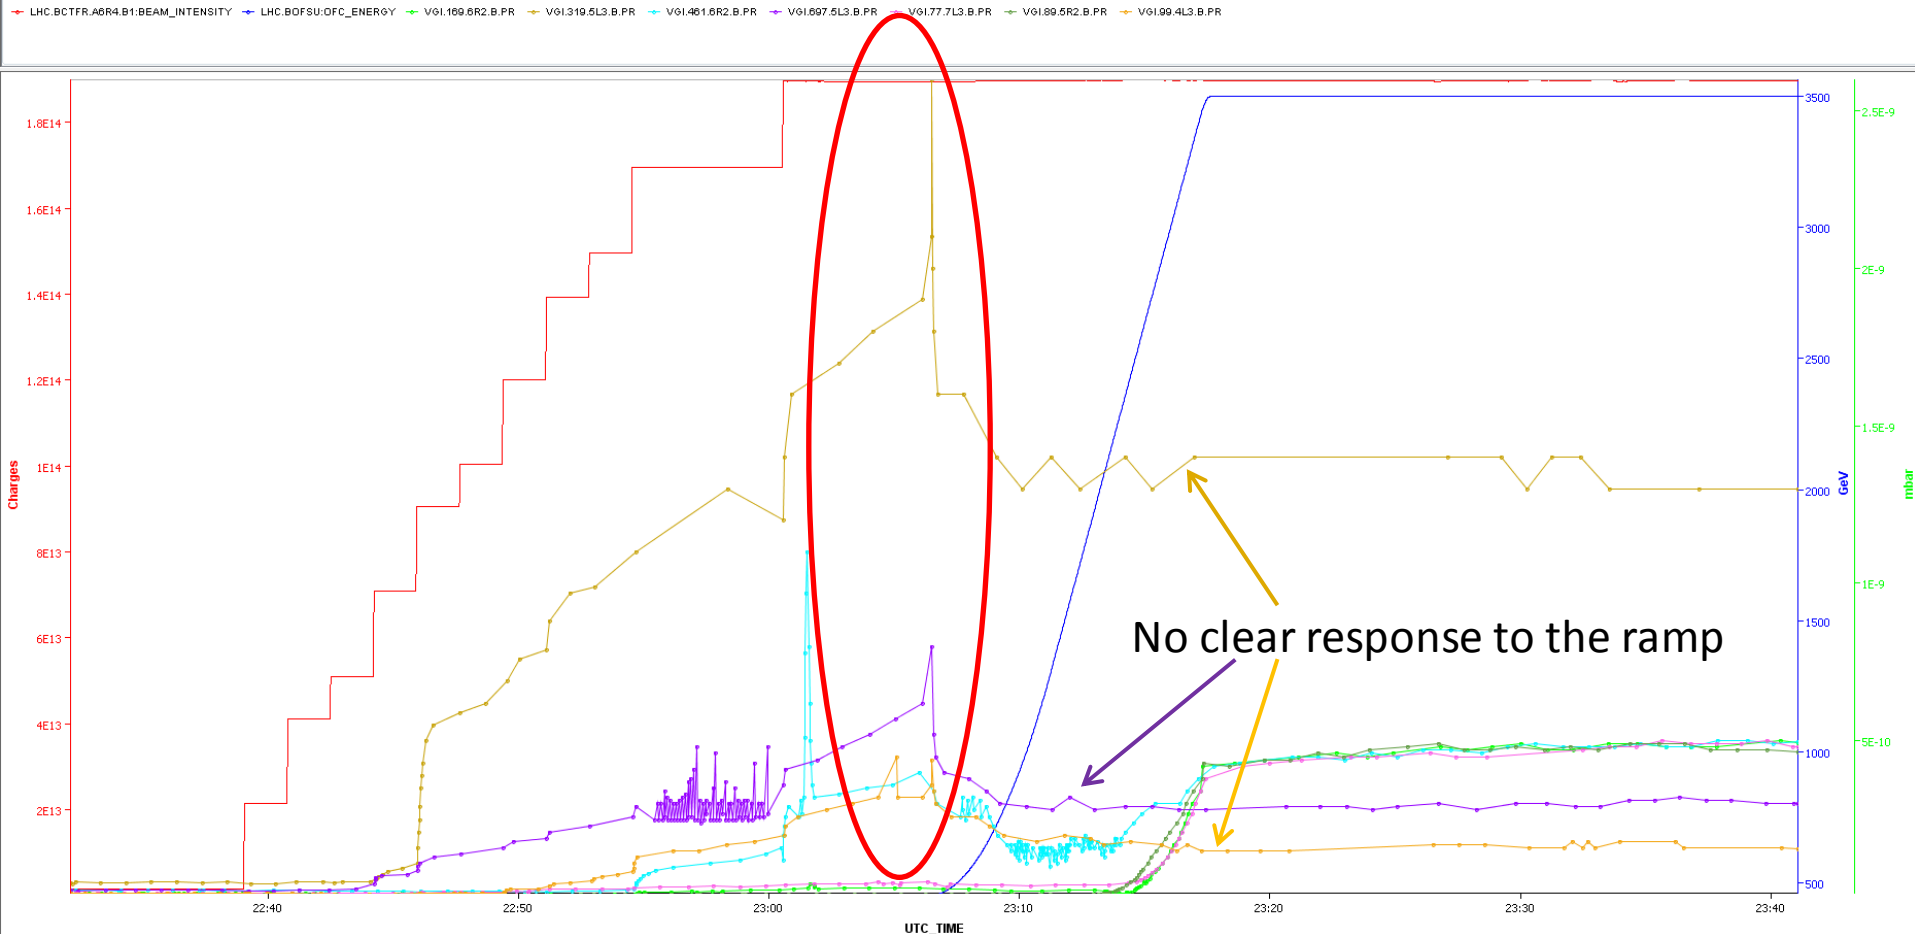 LHC.BCTFR.A6R4.B1:BEAM_INTENSITY LHC.BOFSU:OFC_ENERGY VGI.169.6R2.B.PR VGI.319.5L3.B.PR VGI.461.6R2.B.PR VGI.697.5L3.B.PR VGI.77.7L3.B.PR VGI.89.5R2.B.PR VGI.99.4L3.B.PR
1.8E14
1.6E14
1.4E14
1.2E14
1E14
8E13
6E13
4E13
2E13
Charges
3500
3000
2500
2000
1500
1000
500
GeV
2.5E-9
2E-9
1.5E-9
1E-9
5E-10
mbar
No clear response to the ramp
22:40 22:50 23:00 23:10 23:20 23:30 23:40
UTC_TIME